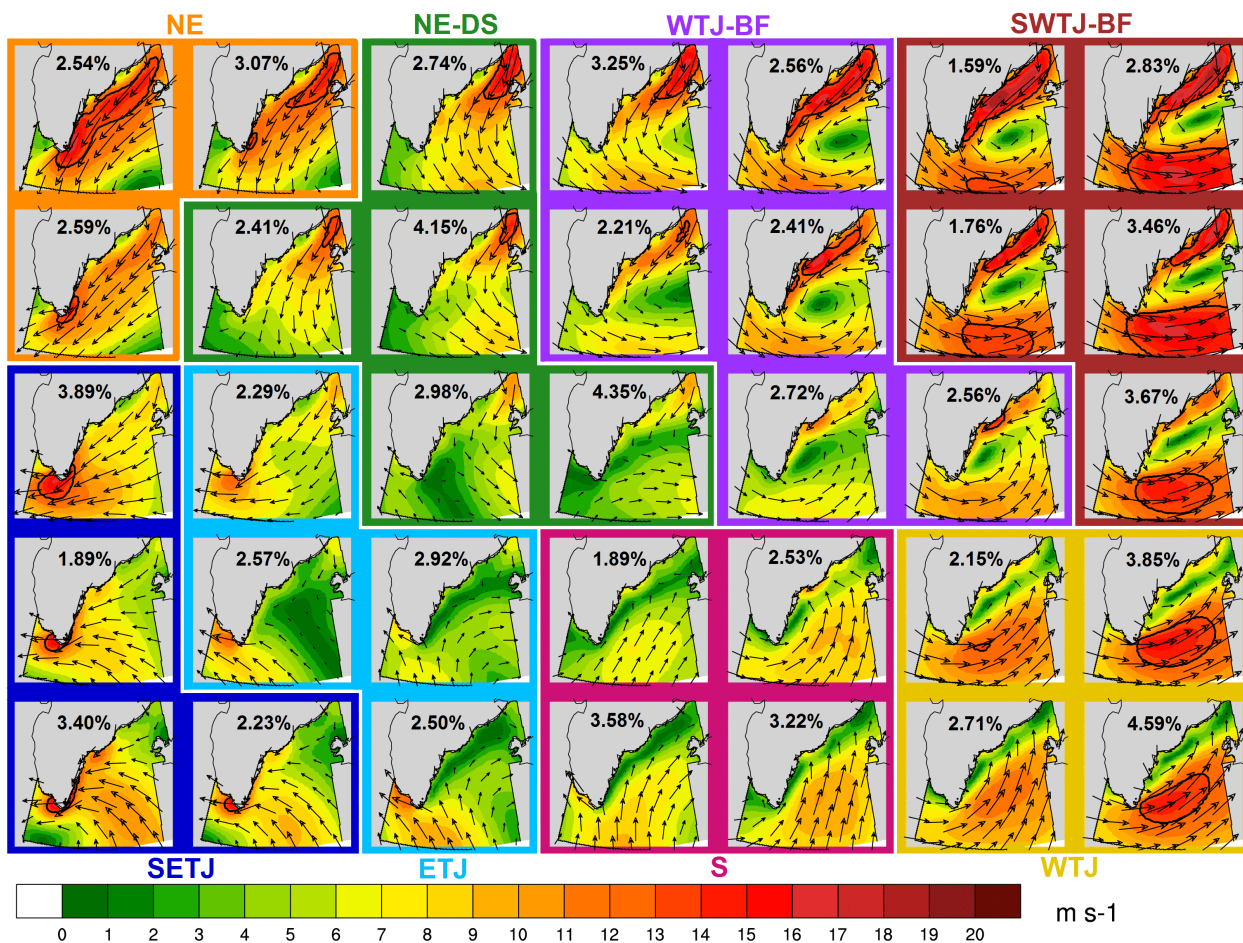 NE NE-DS WTJ-BF SWTJ-BF
2.54% 3.07% 2.74% 3.25% 2.56% 1.59% 2.83%
2.59% 2.41% 4.15% 2.21% 2.41% 1.76% 3.46%
3.89% 2.29% 2.98% 4.35% 2.72% 2.56% 3.67%
1.89% 2.57% 2.92% 1.89% 2.53% 2.15% 3.85%
3.40% 2.23% 2.50% 3.58% 3.22% 2.71% 4.59%
SETJ ETJ S WTJ
0 1 2 3 4 5 6 7 8 9 10 11 12 13 14 15 16 17 18 19 20
m s-1